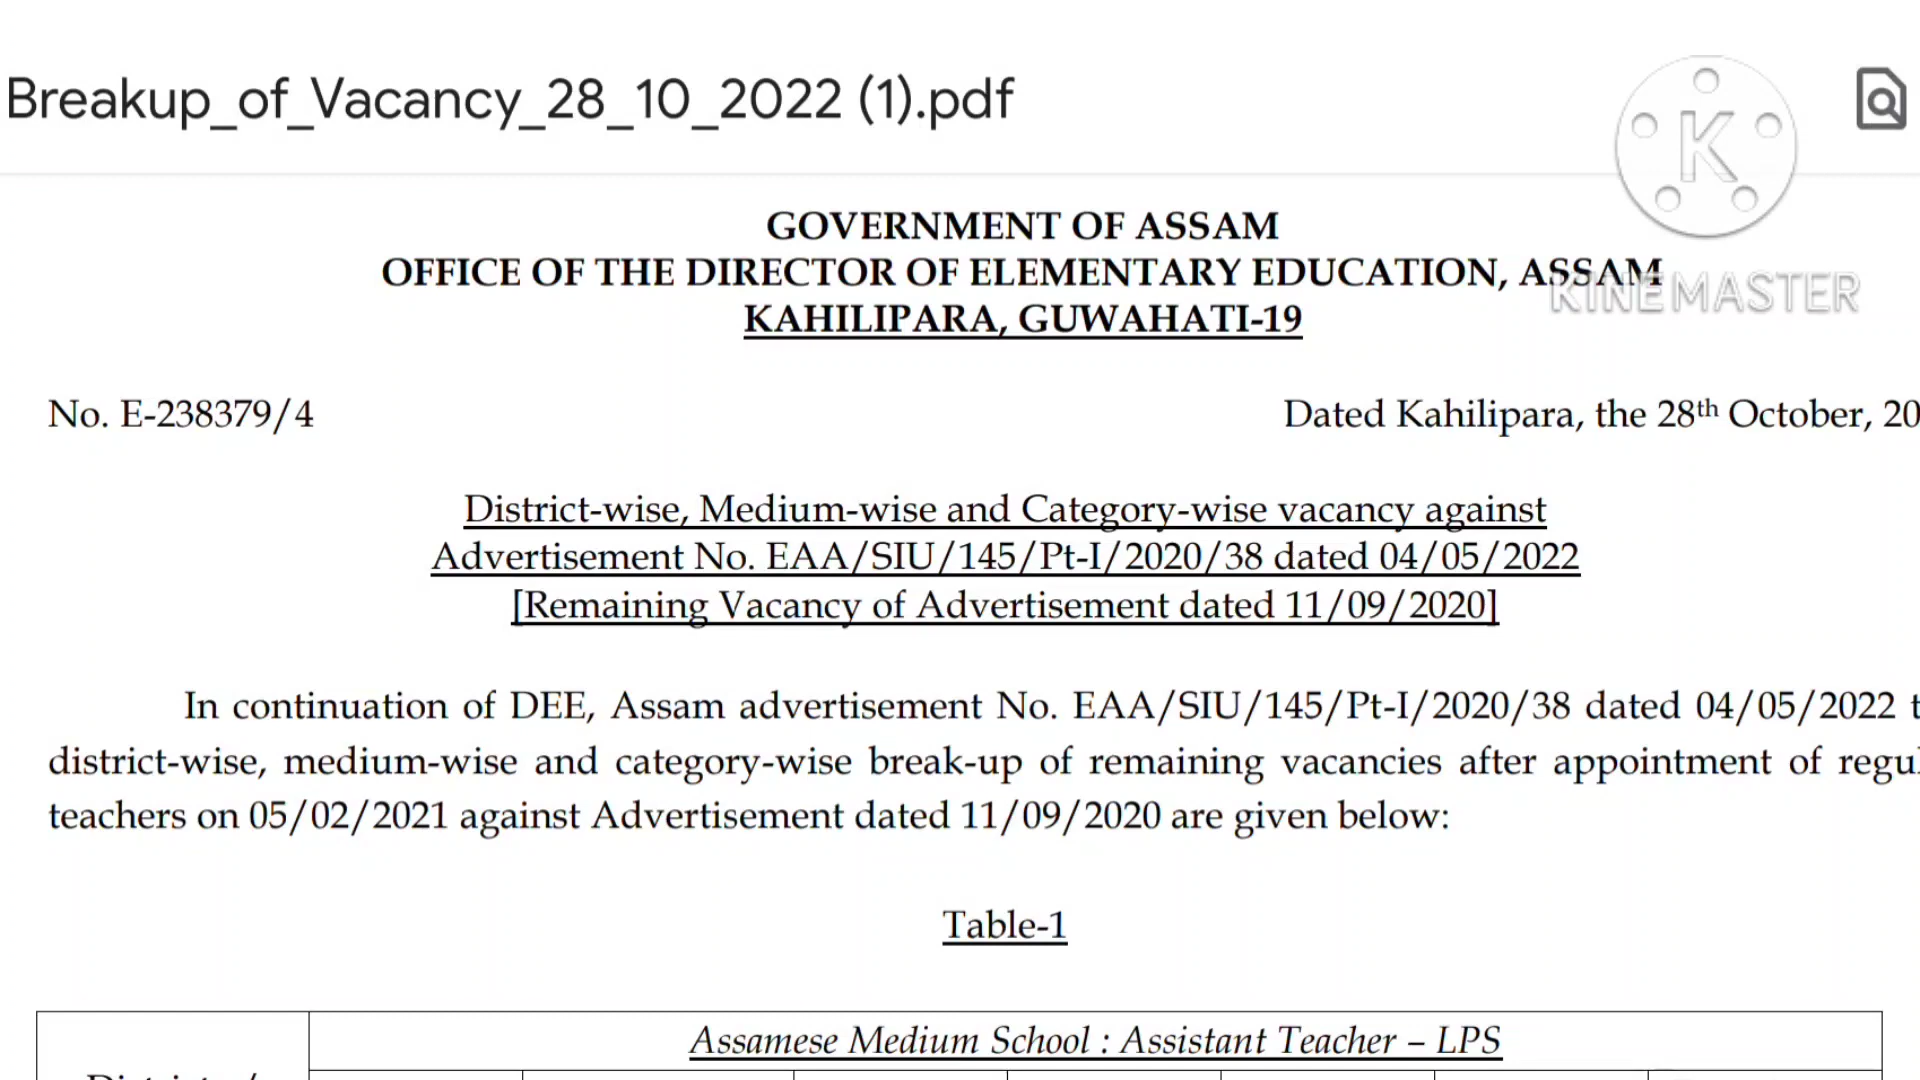 Breakup_of_Vacancy_28_10_2022 (1).pdf
K
KINEMASTER
GOVERNMENT OF ASSAM
OFFICE OF THE DIRECTOR OF ELEMENTARY EDUCATION, ASSAM
KAHILIPARA, GUWAHATI-19
No. E-238379/4 Dated Kahilipara, the 28th October, 20
District-wise, Medium-wise and Category-wise vacancy against
Advertisement No. EAA/SIU/145/Pt-I/2020/38 dated 04/05/2022
[Remaining Vacancy of Advertisement dated 11/09/2020]
In continuation of DEE, Assam advertisement No. EAA/SIU/145/Pt-I/2020/38 dated 04/05/2022 t
district-wise, medium-wise and category-wise break-up of remaining vacancies after appointment of regul
teachers on 05/02/2021 against Advertisement dated 11/09/2020 are given below:
Table-1
Assamese Medium School : Assistant Teacher – LPS